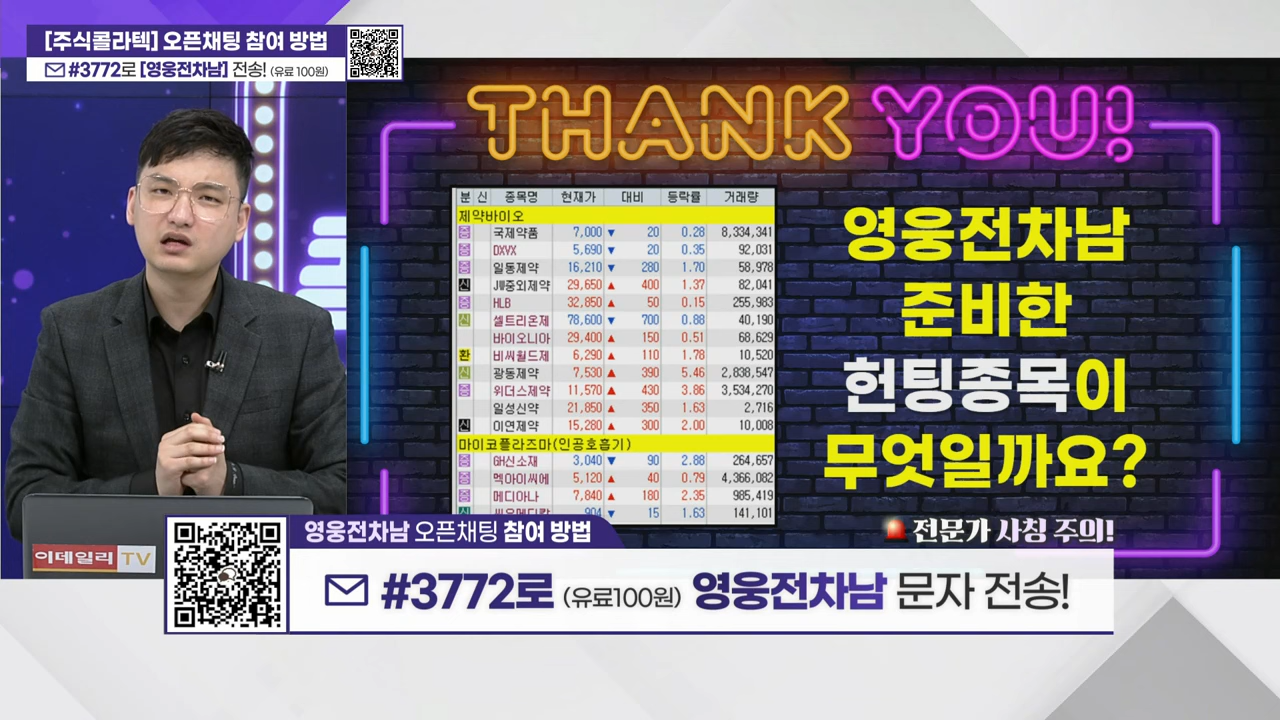 [주식콜라텍] 오픈채팅 참여 방법
#3772로 [영웅전차남] 전송! (유료 100원)
THANK YOU!
분 신 종목명 현재가 대비 등락률 거래량
제약바이오
증 국제약품 7,000 ▼ 20 0.28 8,334,341
증 DXVX 5,690 ▼ 20 0.35 92,031
증 일동제약 16,210 ▼ 280 1.70 58,978
신 JW중외제약 29,650 ▲ 400 1.37 82,041
증 HLB 32,850 ▲ 50 0.15 255,983
신 셀트리온제 78,600 ▼ 700 0.88 40,190
바이오니아 29,400 ▲ 150 0.51 68,629
환 비씨월드제 6,290 ▲ 110 1.78 10,520
신 광동제약 7,530 ▲ 390 5.46 2,838,547
증 위더스제약 11,570 ▲ 430 3.86 3,534,270
일성신약 21,850 ▲ 350 1.63 2,716
신 이연제약 15,280 ▲ 300 2.00 10,008
마이코플라즈마(인공호흡기)
증 GH신소재 3,040 ▼ 90 2.88 264,657
증 멕아이씨에 5,120 ▲ 40 0.79 4,366,082
증 메디아나 7,840 ▲ 180 2.35 985,419
904 ▼ 15 1.63 141,101
영웅전차남
준비한
헌팅종목이
무엇일까요?
전문가 사칭 주의!
이데일리 TV
영웅전차남 오픈채팅 참여 방법
#3772로 (유료100원) 영웅전차남 문자 전송!